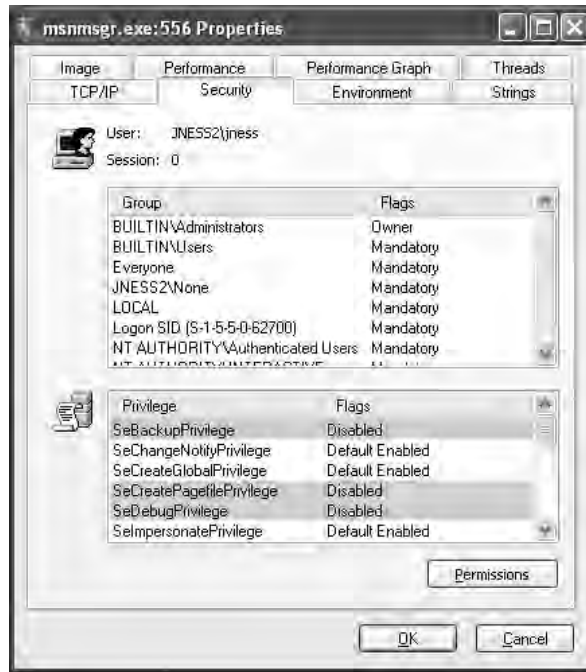 msnmsgr.exe:556 Properties
Image Performance Performance Graph Threads
TCP/IP Security Environment Strings
User: JNESS2\jness
Session: 0
Group Flags
BUILTIN\Administrators Owner
BUILTIN\Users Mandatory
Everyone Mandatory
JNESS2\None Mandatory
LOCAL Mandatory
Logon SID (S-1-5-5-0-62700) Mandatory
NT AUTHORITY\Authenticated Users Mandatory
Privilege Flags
SeBackupPrivilege Disabled
SeChangeNotifyPrivilege Default Enabled
SeCreateGlobalPrivilege Default Enabled
SeCreatePagefilePrivilege Disabled
SeDebugPrivilege Disabled
SeImpersonatePrivilege Default Enabled
Permissions
OK Cancel